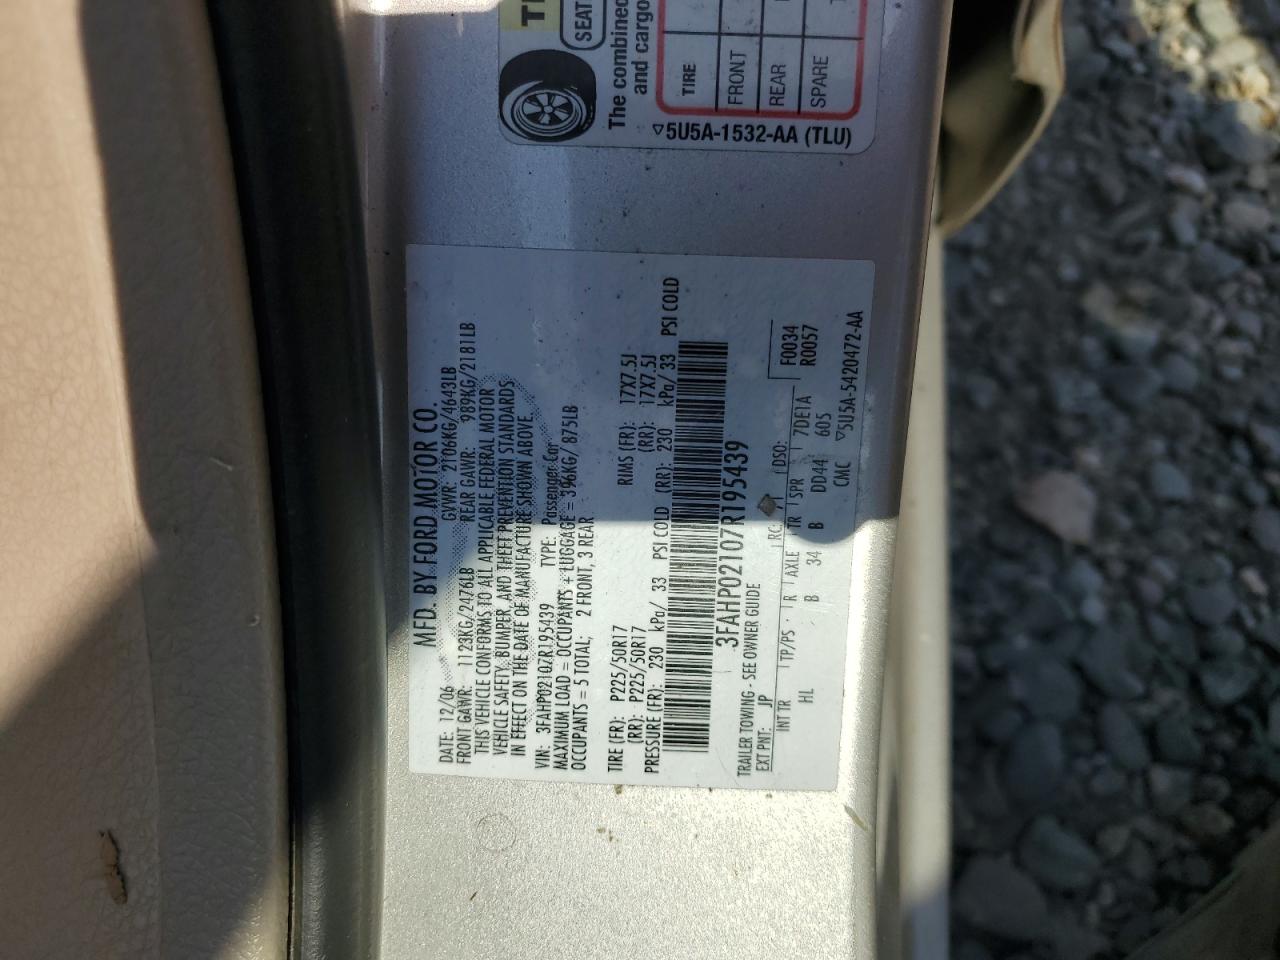 SEAT
The combined
and cargo
TIRE
FRONT
REAR
SPARE
▽5U5A-1532-AA (TLU)
MFD. BY FORD MOTOR CO.
DATE: 12/06 GVWR: 2106KG/4643LB
FRONT GAWR: 1123KG/2476LB REAR GAWR: 989KG/2181LB
THIS VEHICLE CONFORMS TO ALL APPLICABLE FEDERAL MOTOR
VEHICLE SAFETY, BUMPER, AND THEFT PREVENTION STANDARDS
IN EFFECT ON THE DATE OF MANUFACTURE SHOWN ABOVE.
VIN: 3FAHP02107R195439 TYPE: Passenger Car
MAXIMUM LOAD = OCCUPANTS + LUGGAGE = 396KG/ 875LB
OCCUPANTS = 5 TOTAL; 2 FRONT, 3 REAR
TIRE (FR): P225/50R17 RIMS (FR): 17X7.5J
(RR): P225/50R17 (RR): 17X7.5J
PRESSURE (FR): 230 kPa/ 33 PSI COLD (RR): 230 kPa/ 33 PSI COLD
3FAHP02107R195439
TRAILER TOWING - SEE OWNER GUIDE
EXT PNT: JP RC: DSO: F0034
R0057
INT TR TP/PS R AXLE TR SPR 7DE1A
HL B 34 B DD44 605
CMC
▽5U5A-5420472-AA